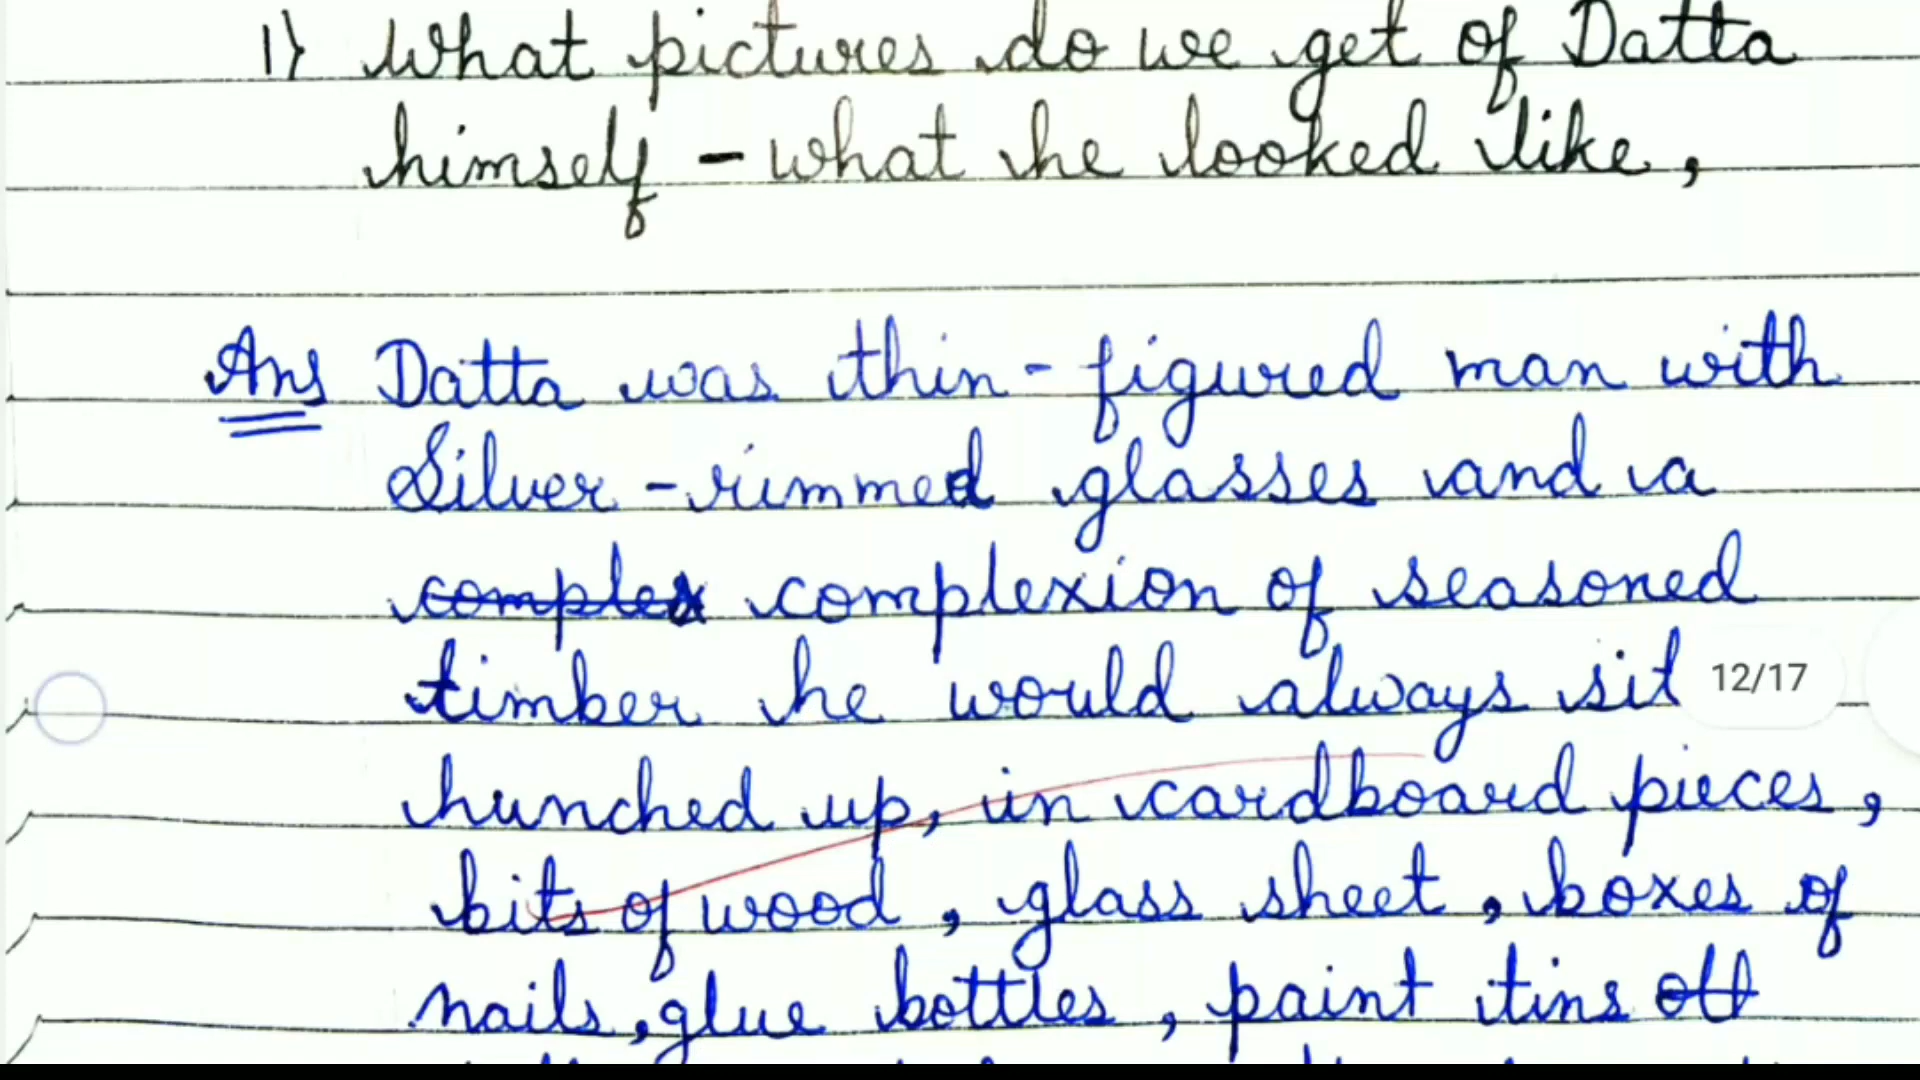 1) What pictures do we get of Datta
himself - what he looked like,
Ans Datta was thin - figured man with
Silver - rimmed glasses and a
complex complexion of seasoned
timber he would always sit
12/17
hunched up, in cardboard pieces,
bits of wood, glass sheet, boxes of
nails, glue bottles, paint tins